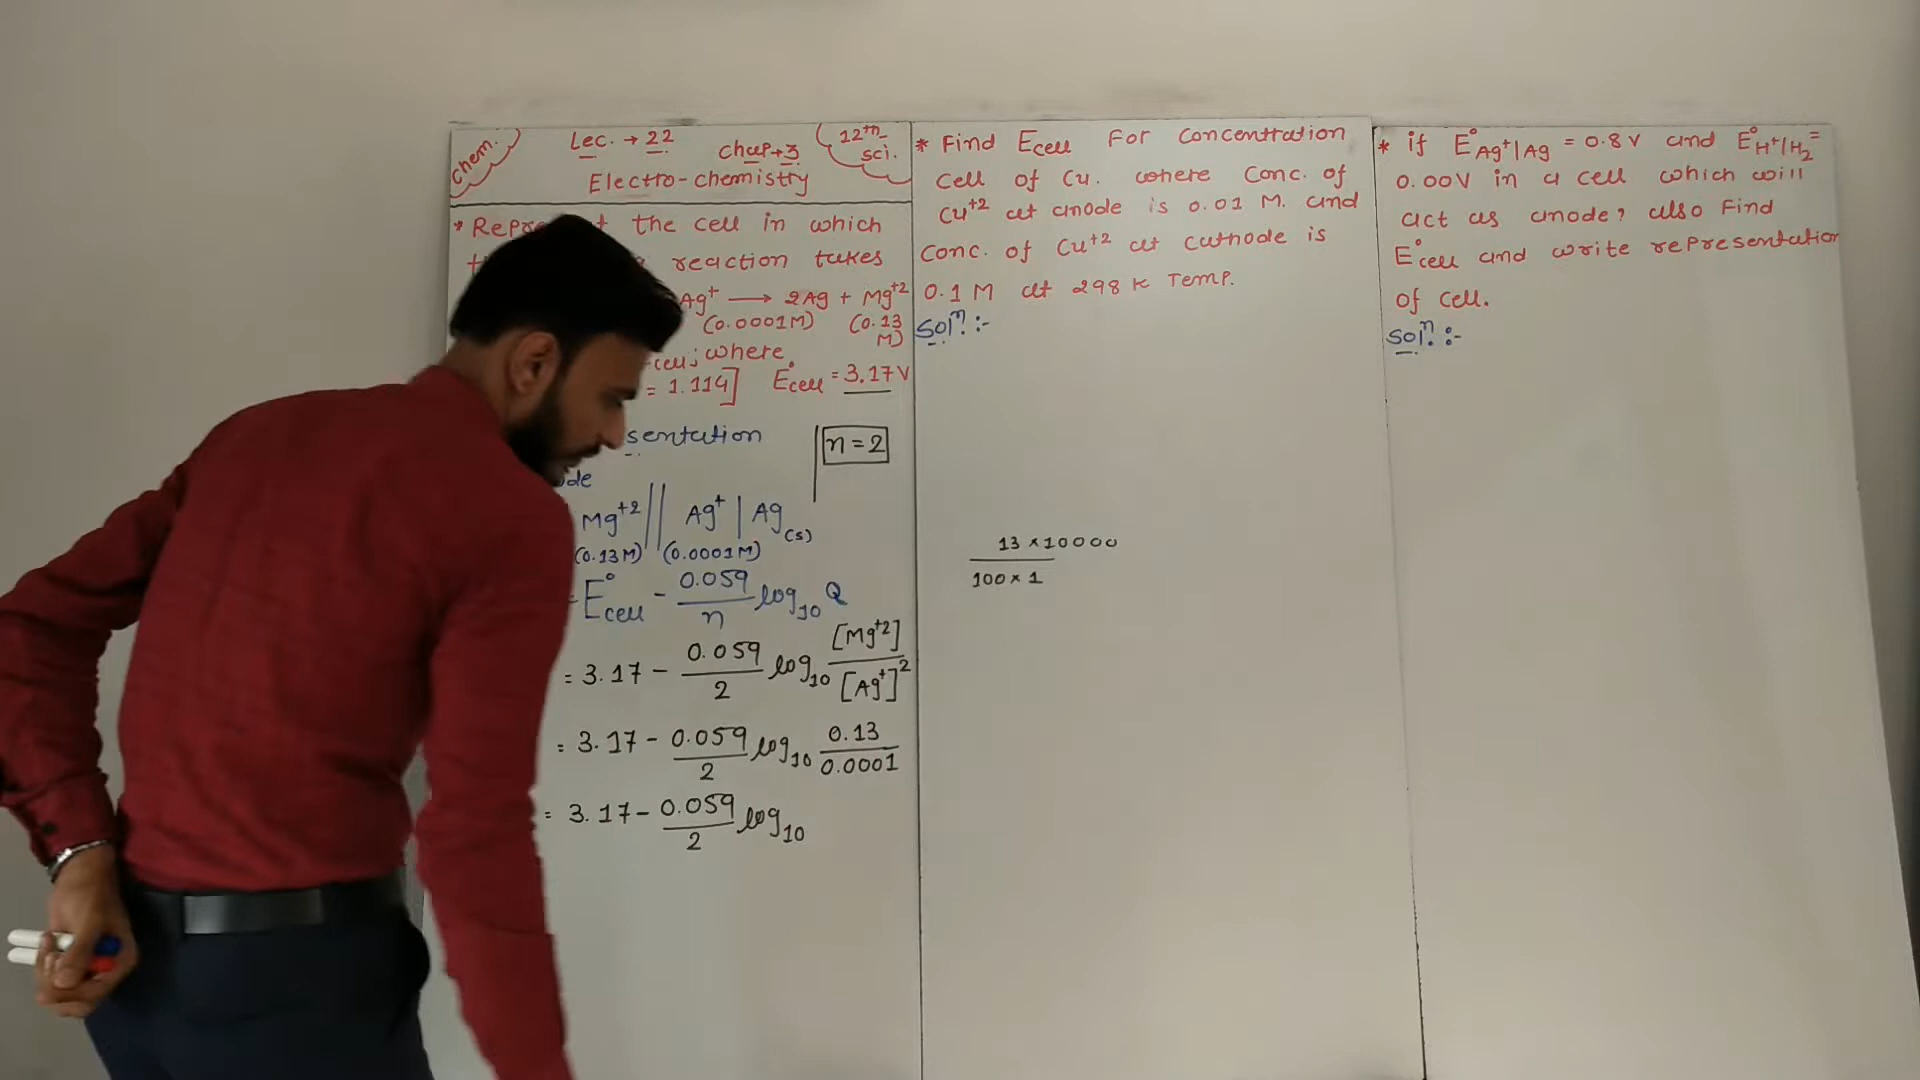 Chem.
Lec. → 22
Chap → 3
12th sci.
Electro-chemistry
* the cell in which
reaction takes
Ag⁺ ⟶ 2Ag + Mg⁺²
(0.0001M) (0.13 M)
cell; where
= 1.114] E°cell = 3.17 V
sentation
n = 2
Mg⁺² || Ag⁺ | Ag (s)
(0.13M) (0.0001M)
= E°cell - 0.059/n log₁₀ Q
= 3.17 - 0.059/2 log₁₀ [Mg⁺²]/[Ag⁺]²
= 3.17 - 0.059/2 log₁₀ 0.13/0.0001
= 3.17 - 0.059/2 log₁₀
* Find Ecell For concentration
cell of Cu. where Conc. of
Cu⁺² at anode is 0.01 M. and
Conc. of Cu⁺² at cathode is
0.1 M at 298 K Temp.
Solⁿ. :-
13 × 10000
100 × 1
* if E°Ag⁺|Ag = 0.8 V and E°H⁺|H₂ =
0.00V in a cell which will
act as anode, also Find
E°cell and write representation
of cell.
Solⁿ. :-